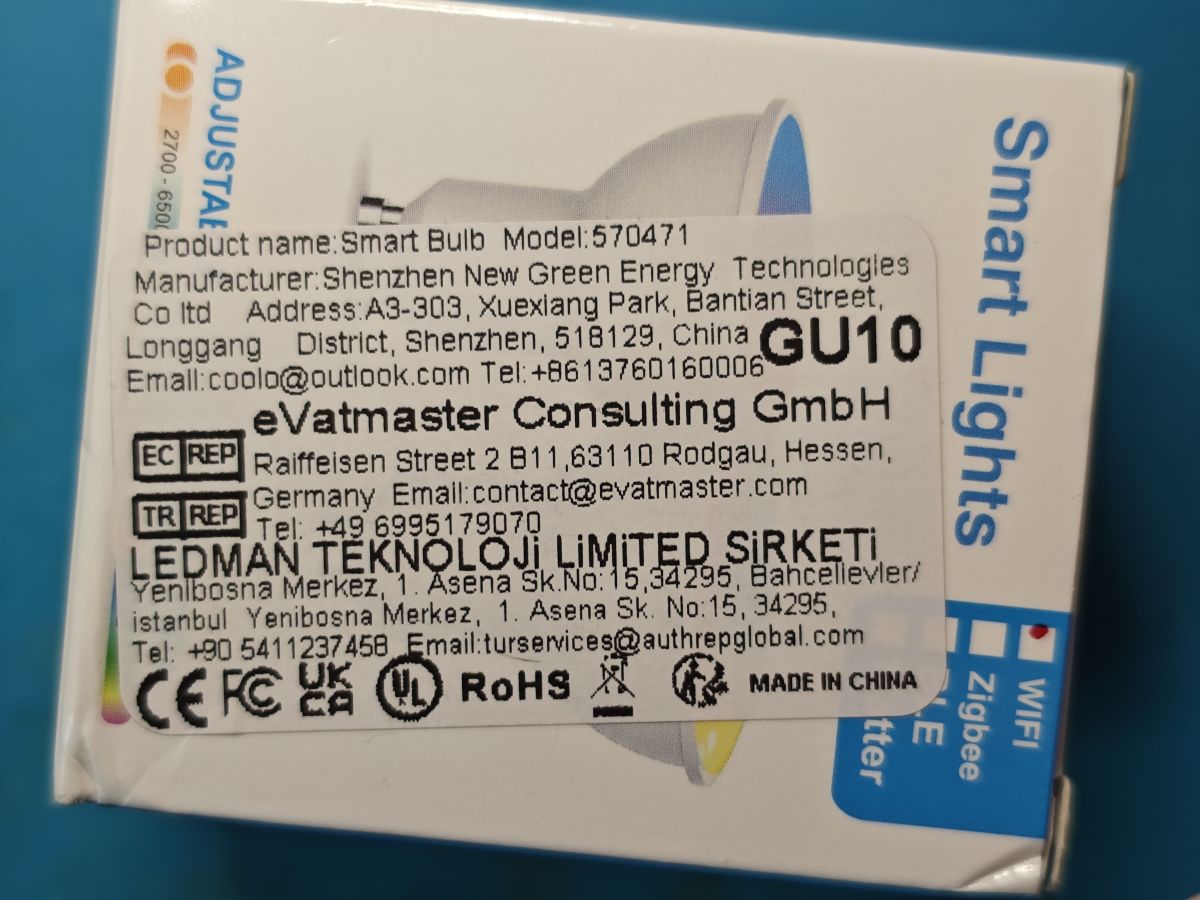 Smart Lights
ADJUSTAB
2700 - 650
Product name:Smart Bulb Model:570471
Manufacturer:Shenzhen New Green Energy Technologies
Co ltd Address:A3-303, Xuexiang Park, Bantian Street,
Longgang District, Shenzhen, 518129, China
GU10
Email:coolo@outlook.com Tel:+8613760160006
eVatmaster Consulting GmbH
EC REP
Raiffeisen Street 2 B11,63110 Rodgau, Hessen,
TR REP
Germany Email:contact@evatmaster.com
Tel: +49 6995179070
LEDMAN TEKNOLOJi LiMiTED SiRKETi
Yenibosna Merkez, 1. Asena Sk.No:15,34295, Bahcelievler/
istanbul Yenibosna Merkez, 1. Asena Sk. No:15, 34295,
Tel: +90 5411237458 Email:turservices@authrepglobal.com
CE FC UK CA UL RoHS MADE IN CHINA
WIFI
Zigbee
LE
tter